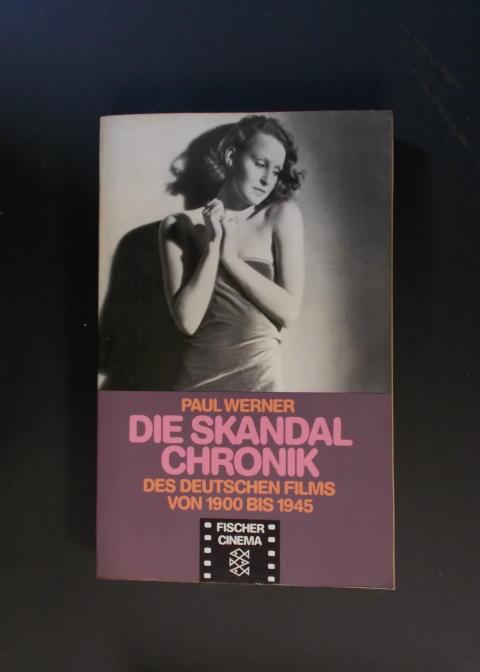 PAUL WERNER
DIE SKANDAL
CHRONIK
DES DEUTSCHEN FILMS
VON 1900 BIS 1945
FISCHER
CINEMA